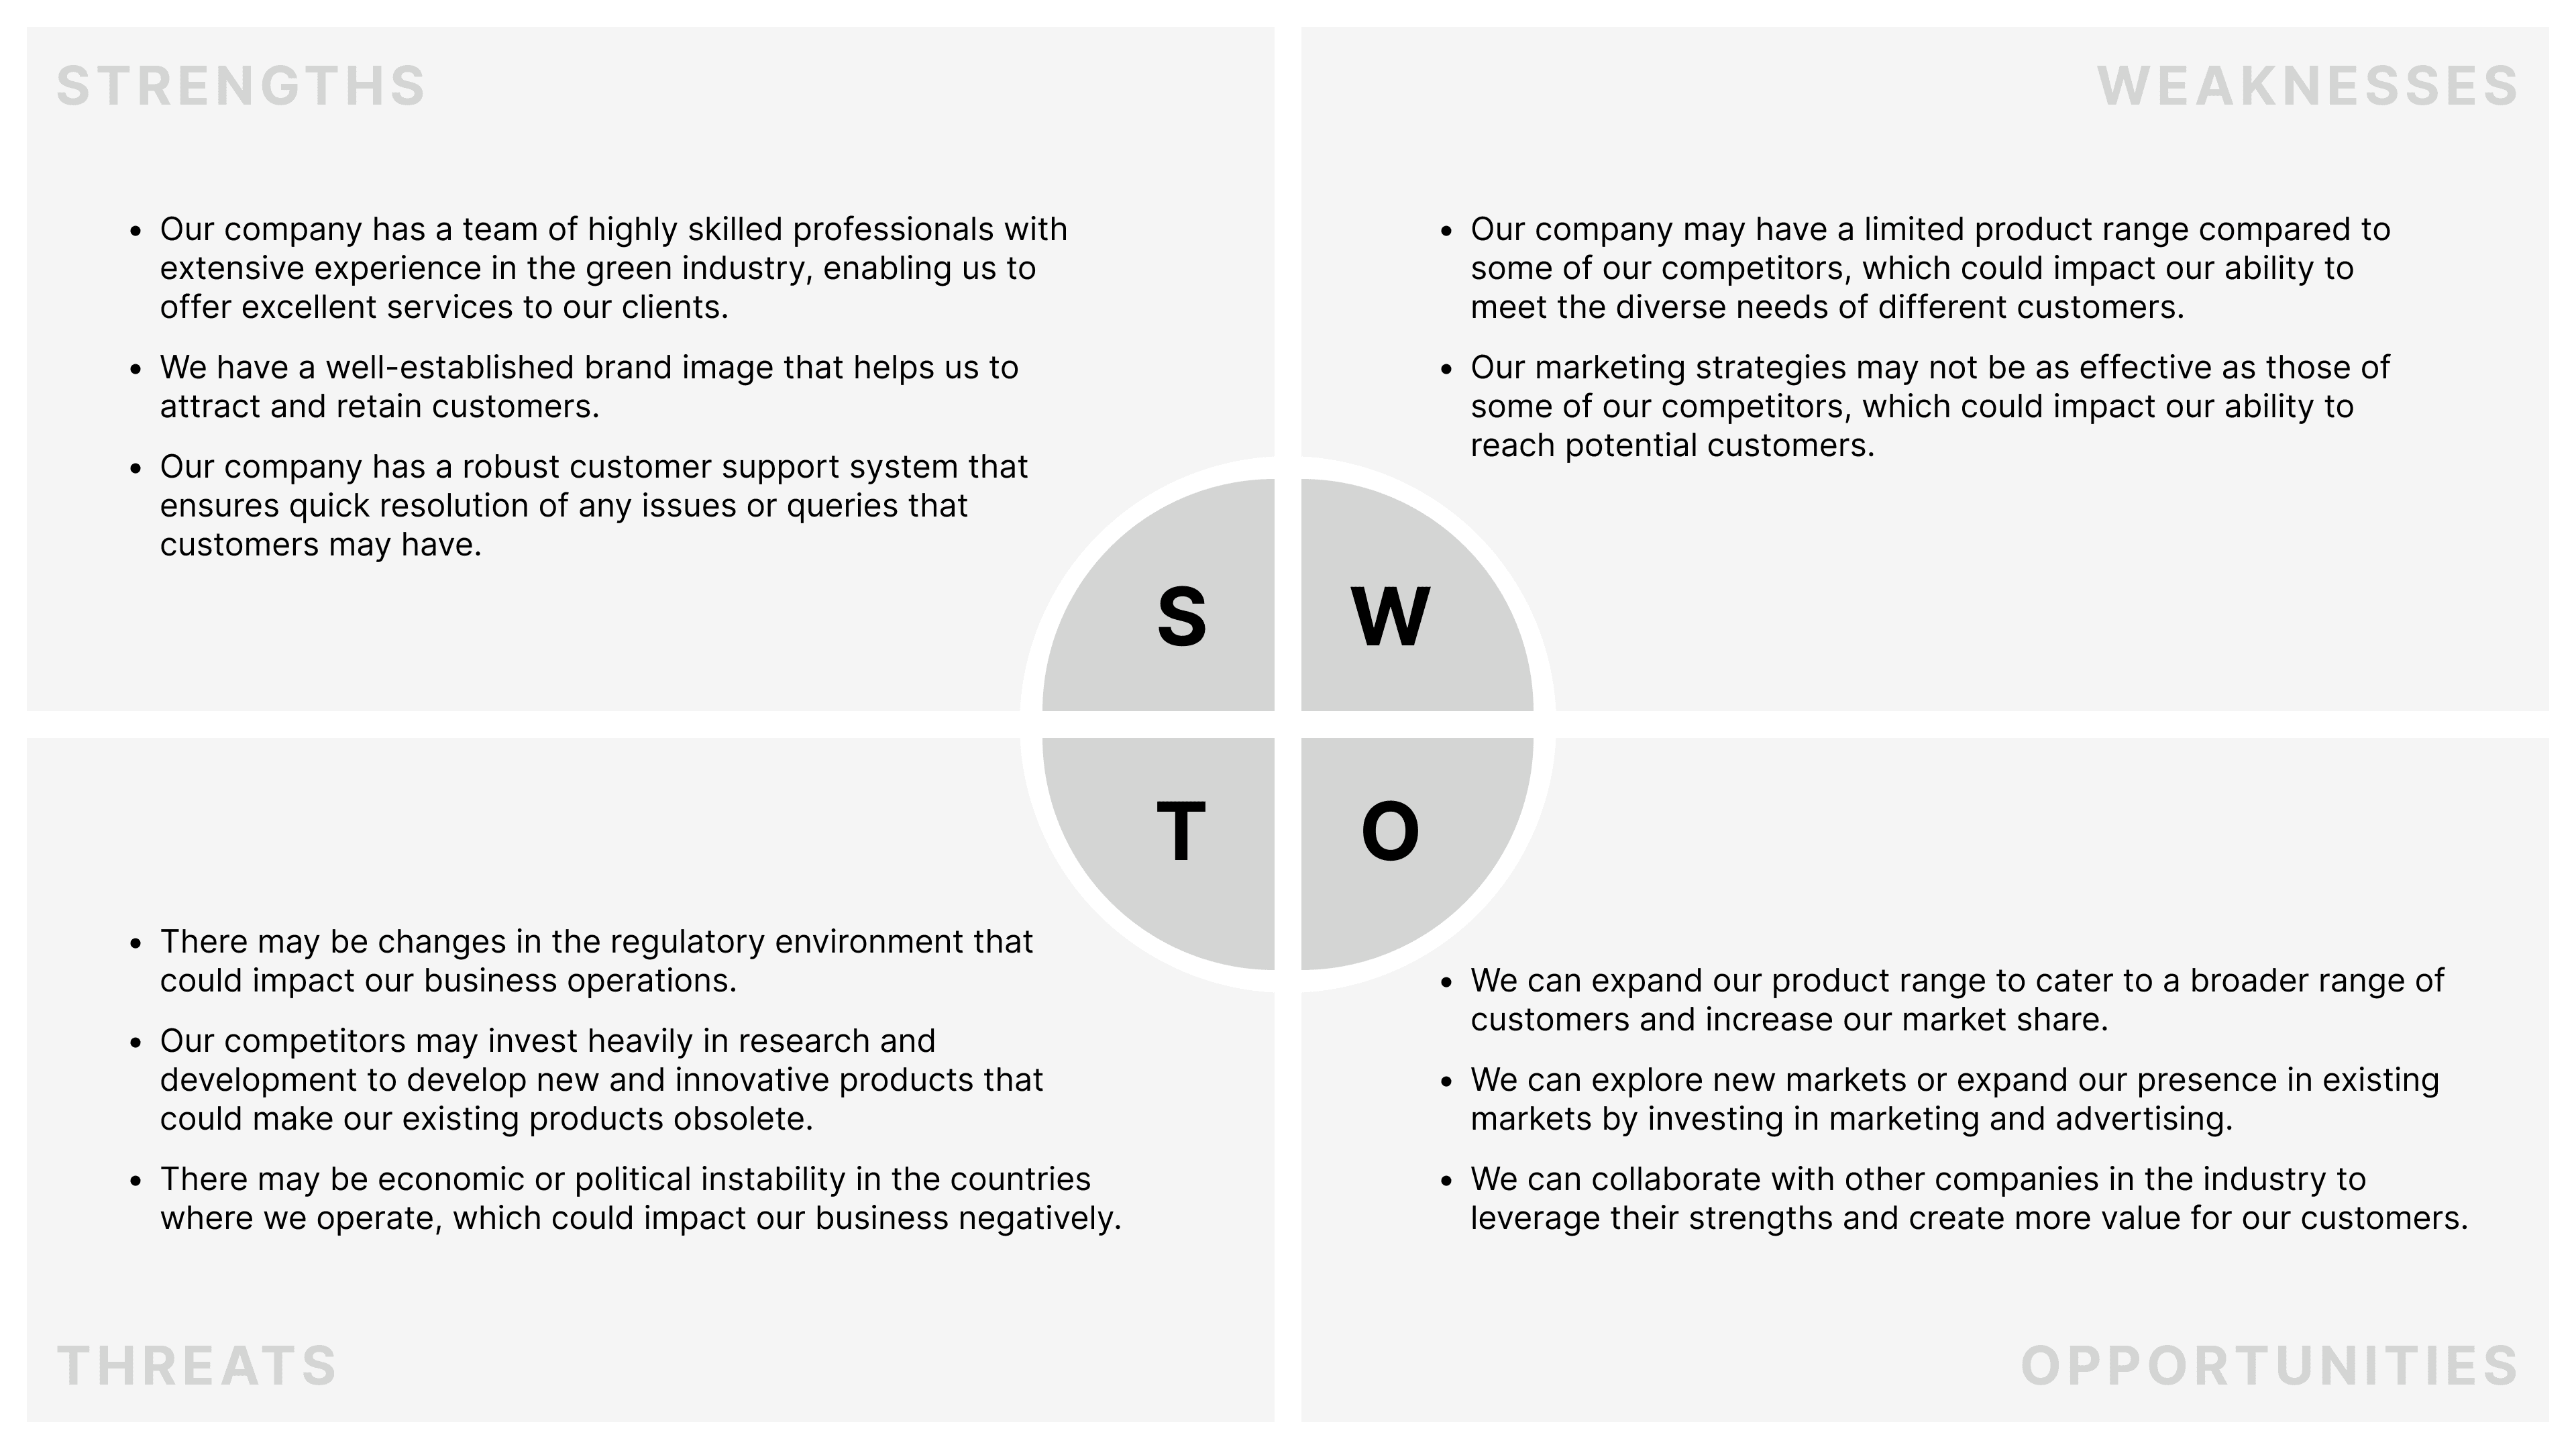 STRENGTHS
• Our company has a team of highly skilled professionals with
extensive experience in the green industry, enabling us to
offer excellent services to our clients.
• We have a well-established brand image that helps us to
attract and retain customers.
• Our company has a robust customer support system that
ensures quick resolution of any issues or queries that
customers may have.
S
WEAKNESSES
• Our company may have a limited product range compared to
some of our competitors, which could impact our ability to
meet the diverse needs of different customers.
• Our marketing strategies may not be as effective as those of
some of our competitors, which could impact our ability to
reach potential customers.
W
T
• There may be changes in the regulatory environment that
could impact our business operations.
• Our competitors may invest heavily in research and
development to develop new and innovative products that
could make our existing products obsolete.
• There may be economic or political instability in the countries
where we operate, which could impact our business negatively.
THREATS
O
• We can expand our product range to cater to a broader range of
customers and increase our market share.
• We can explore new markets or expand our presence in existing
markets by investing in marketing and advertising.
• We can collaborate with other companies in the industry to
leverage their strengths and create more value for our customers.
OPPORTUNITIES